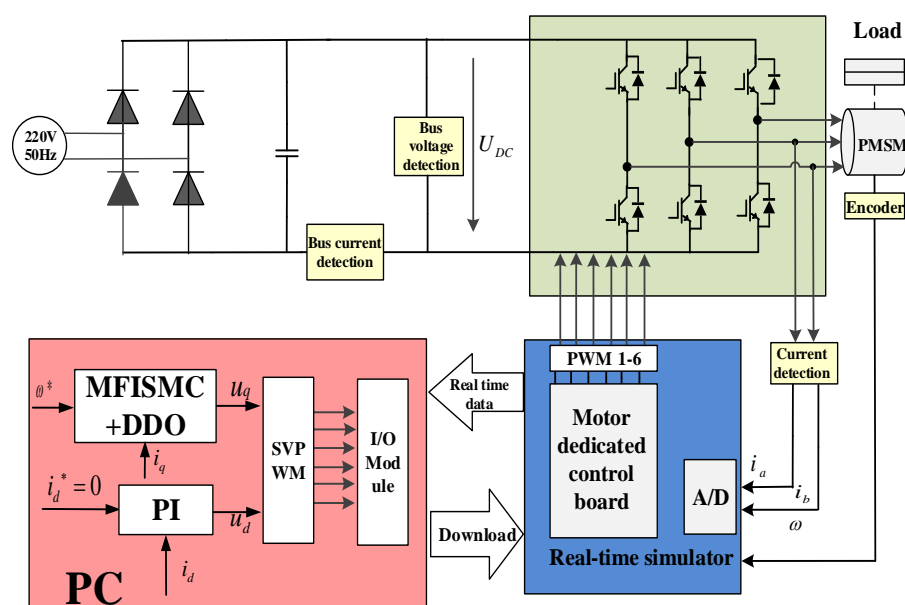 Load
220V
50Hz
Bus
voltage
detection
U_DC
PMSM
Encoder
Bus current
detection
PWM 1-6
Current
detection
ω*
MFISMC
+DDO
u_q
Real time
data
SVP
WM
I/O
Mod
ule
Motor
dedicated
control
board
i_q
i_d* = 0
PI
u_d
A/D
i_a
i_b
ω
Download
Real-time simulator
i_d
PC